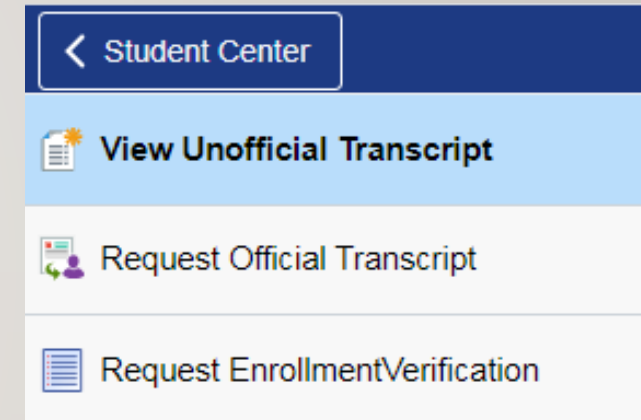 Student Center
View Unofficial Transcript
Request Official Transcript
Request EnrollmentVerification